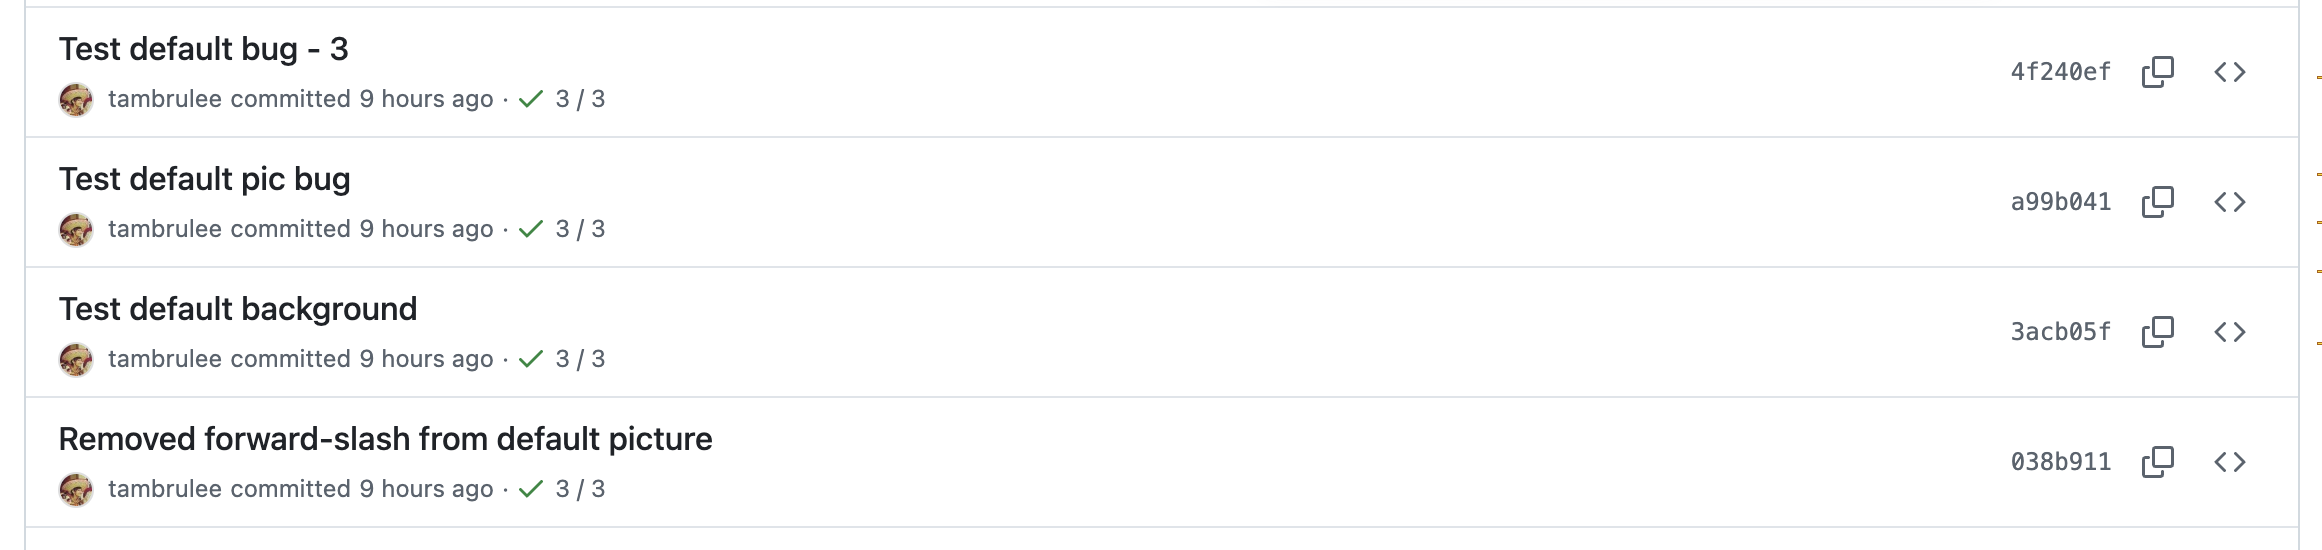 Test default bug - 3
tambrulee committed 9 hours ago · ✓ 3 / 3
4f240ef
Test default pic bug
tambrulee committed 9 hours ago · ✓ 3 / 3
a99b041
Test default background
tambrulee committed 9 hours ago · ✓ 3 / 3
3acb05f
Removed forward-slash from default picture
tambrulee committed 9 hours ago · ✓ 3 / 3
038b911